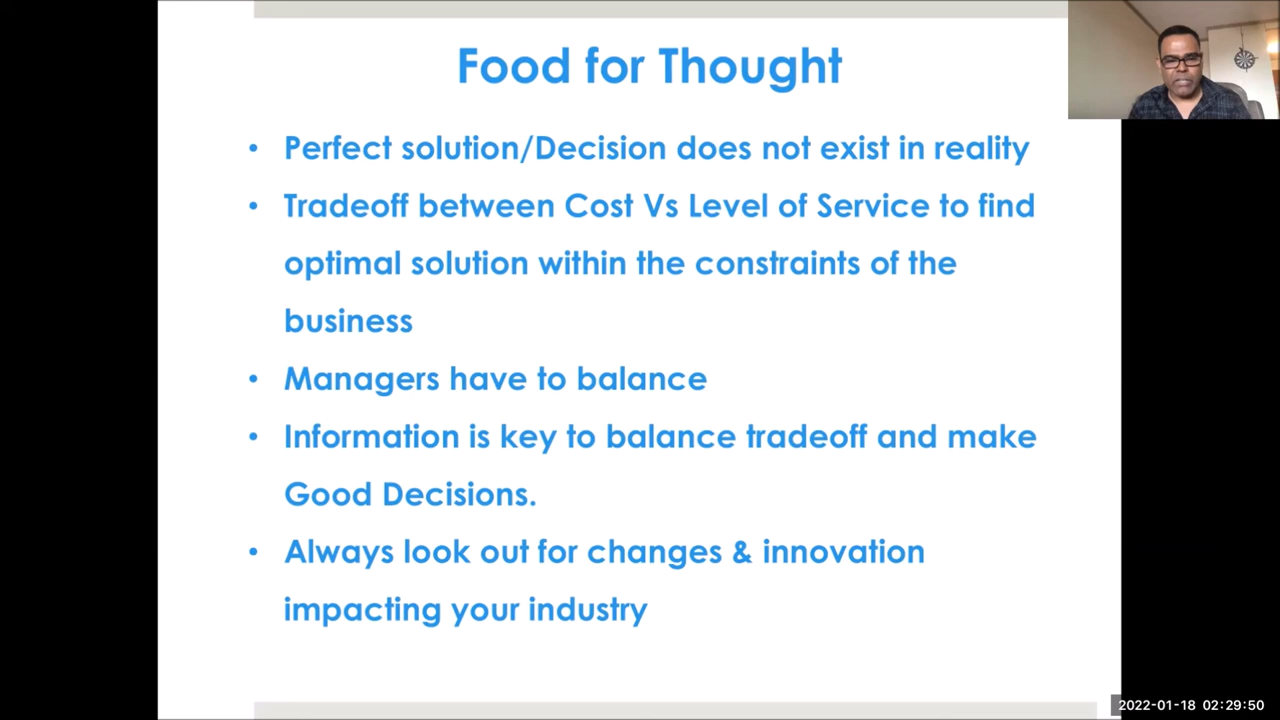 Food for Thought
• Perfect solution/Decision does not exist in reality
• Tradeoff between Cost Vs Level of Service to find
optimal solution within the constraints of the
business
• Managers have to balance
• Information is key to balance tradeoff and make
Good Decisions.
• Always look out for changes & innovation
impacting your industry
2022-01-18 02:29:50